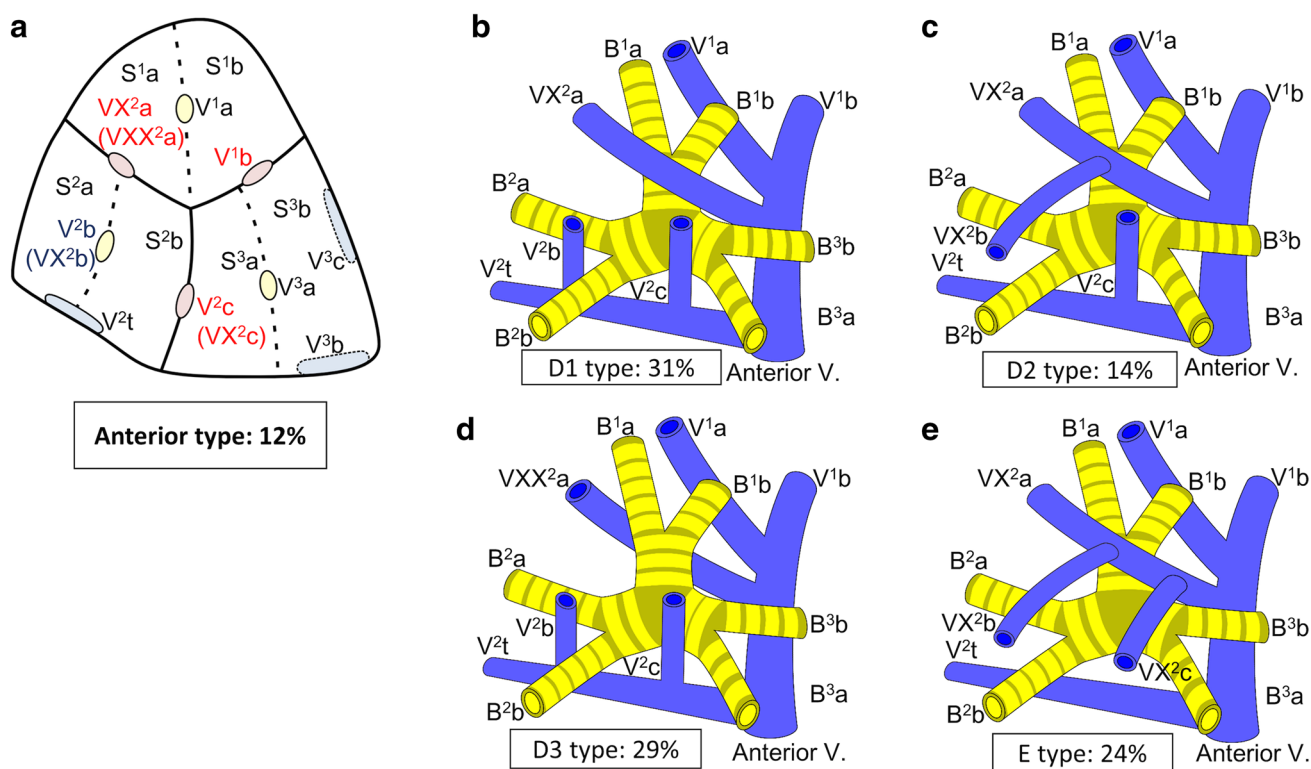 a
S¹a
S¹b
VX²a
(VXX²a)
V¹a
V¹b
S²a
S³b
V²b
(VX²b)
S²b
S³a
V³c
V³a
V²t
V²c
(VX²c)
V³b
Anterior type: 12%
b
B¹a
V¹a
VX²a
B¹b
V¹b
B²a
V²b
B³b
V²t
V²c
B³a
B²b
D1 type: 31%
Anterior V.
c
B¹a
V¹a
VX²a
B¹b
V¹b
B²a
VX²b
B³b
V²t
V²c
B³a
B²b
D2 type: 14%
Anterior V.
d
B¹a
V¹a
VXX²a
B¹b
V¹b
B²a
V²b
B³b
V²t
V²c
B³a
B²b
D3 type: 29%
Anterior V.
e
B¹a
V¹a
VX²a
B¹b
V¹b
B²a
VX²b
B³b
V²t
VX²c
B³a
B²b
E type: 24%
Anterior V.